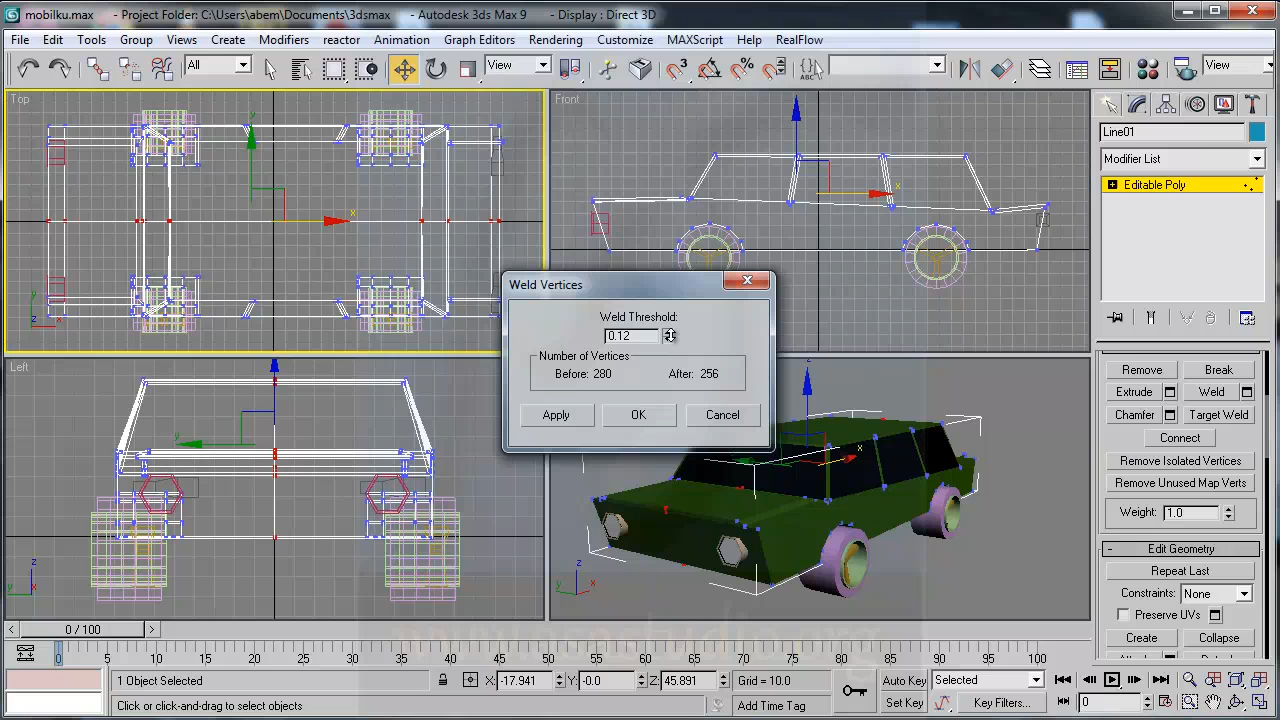 mobilku.max - Project Folder: C:\Users\abem\Documents\3dsmax - Autodesk 3ds Max 9 - Display : Direct 3D
File Edit Tools Group Views Create Modifiers reactor Animation Graph Editors Rendering Customize MAXScript Help RealFlow
All View View
Top
Front
Left
Line01
Modifier List
Editable Poly
Weld Vertices
Weld Threshold:
0.12
Number of Vertices
Before: 280 After: 256
Apply OK Cancel
Remove Break
Extrude Weld
Chamfer Target Weld
Connect
Remove Isolated Vertices
Remove Unused Map Verts
Weight: 1.0
- Edit Geometry
Repeat Last
Constraints: None
Preserve UVs
Create Collapse
0 / 100
0 5 10 15 20 25 30 35 40 45 50 55 60 65 70 75 80 85 90 95 100
1 Object Selected X: -17.941 Y: -0.0 Z: 45.891 Grid = 10.0 Auto Key Selected
Click or click-and-drag to select objects Add Time Tag Set Key Key Filters... 0